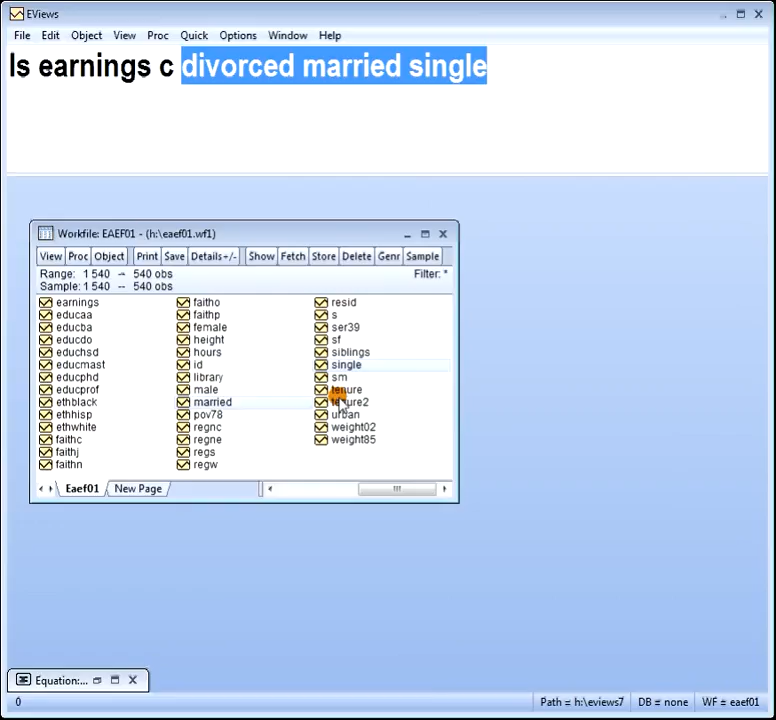 EViews
File Edit Object View Proc Quick Options Window Help
ls earnings c divorced married single
Workfile: EAEF01 - (h:\eaef01.wf1)
View Proc Object Print Save Details+/- Show Fetch Store Delete Genr Sample
Range: 1 540 -- 540 obs Filter: *
Sample: 1 540 -- 540 obs
earnings faitho resid
educaa faithp s
educba female ser39
educdo height sf
educhsd hours siblings
educmast id single
educphd library sm
educprof male tenure
ethblack married tenure2
ethhisp pov78 urban
ethwhite regnc weight02
faithc regne weight85
faithj regs
faithn regw
Eaef01 New Page
Equation:...
0 Path = h:\eviews7 DB = none WF = eaef01